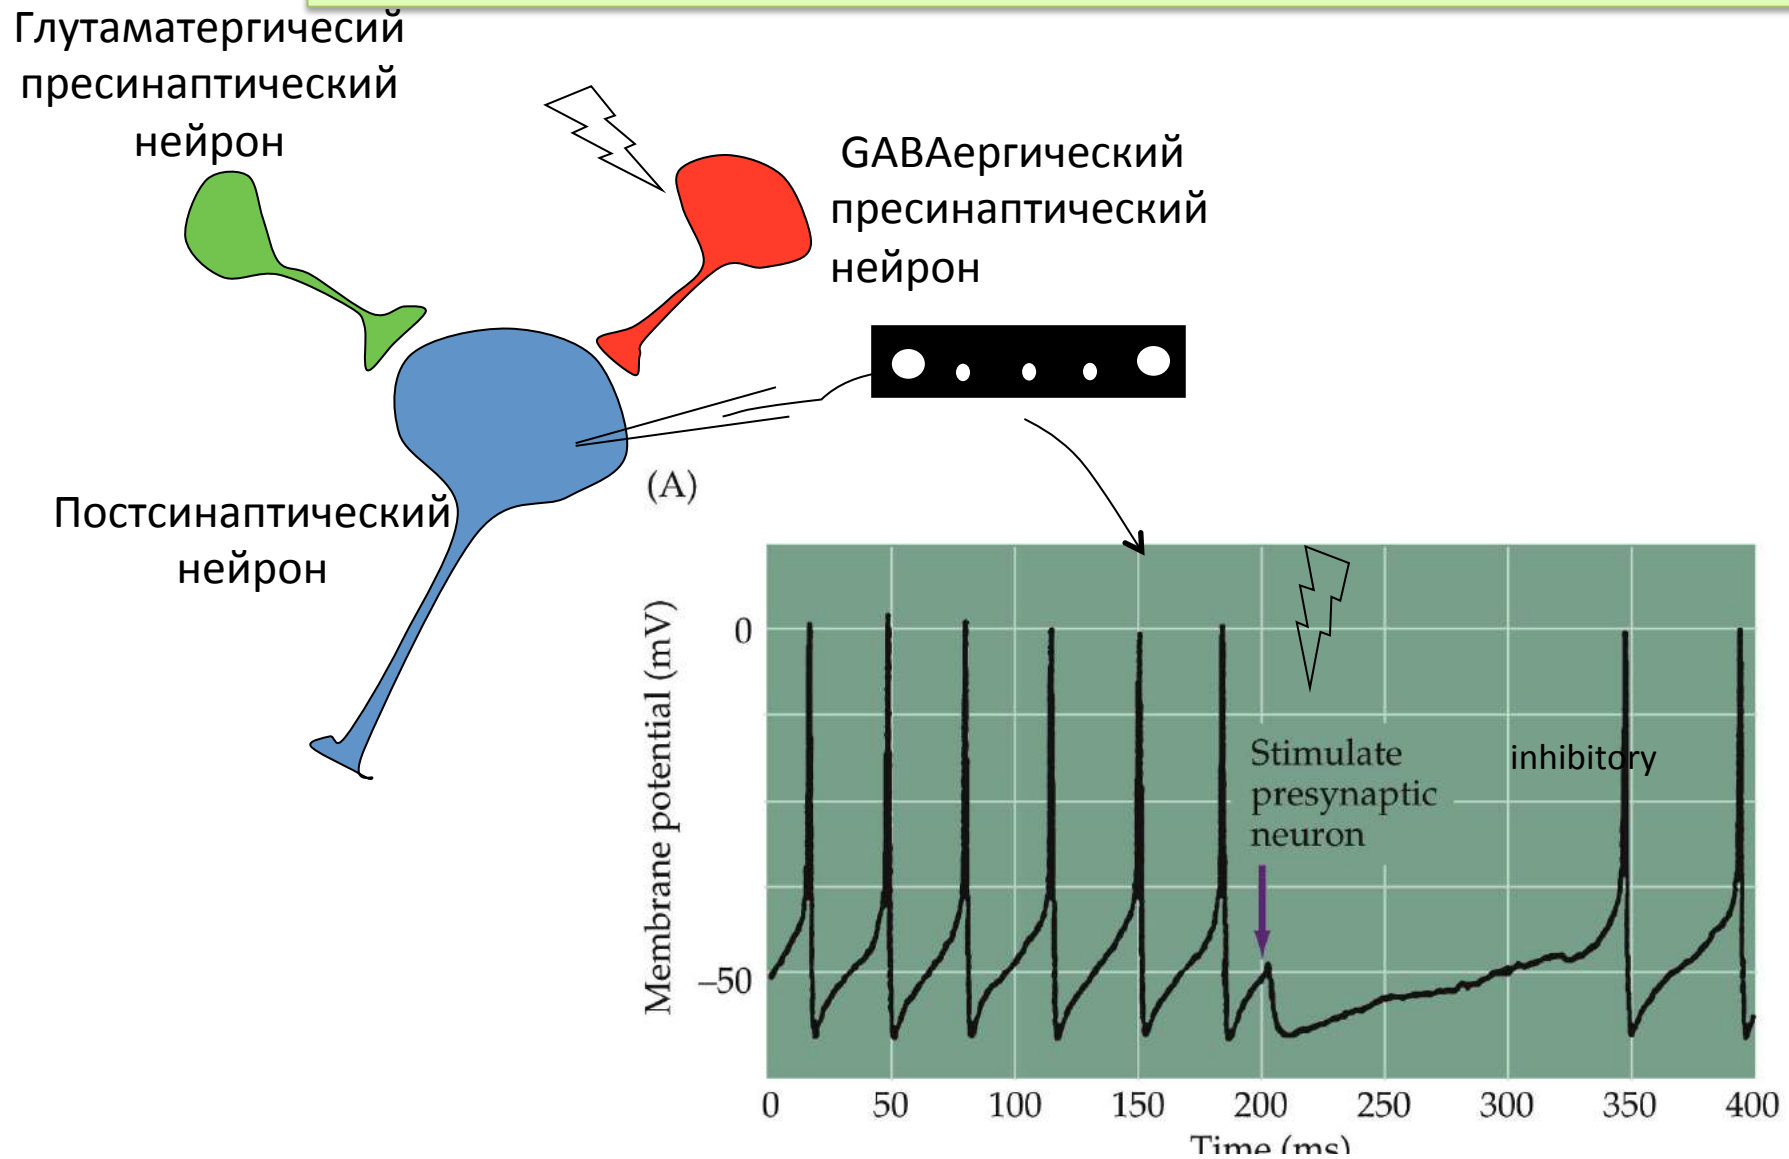 Глутаматергичесий
пресинаптический
нейрон
GABAергический
пресинаптический
нейрон
Постсинаптический
нейрон
(A)
Membrane potential (mV)
0
–50
Stimulate
presynaptic
neuron
inhibitory
0 50 100 150 200 250 300 350 400
Time (ms)